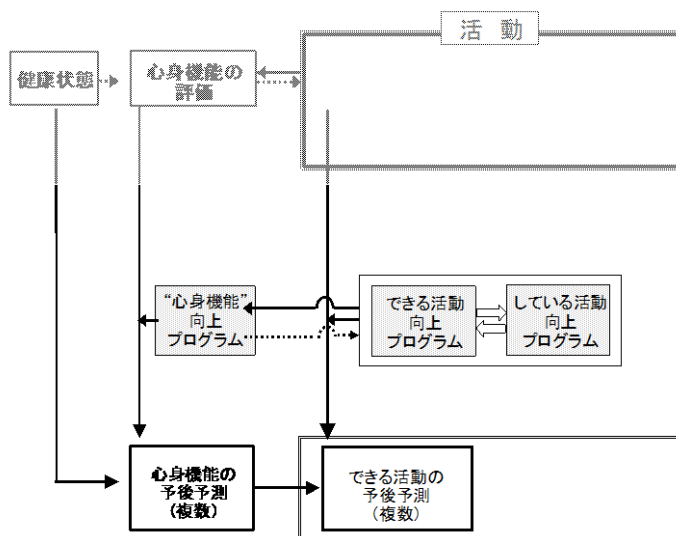 活 動
健康状態
心身機能の
評価
“心身機能”
向上
プログラム
できる活動
向上
プログラム
している活動
向上
プログラム
心身機能の
予後予測
(複数)
できる活動の
予後予測
(複数)